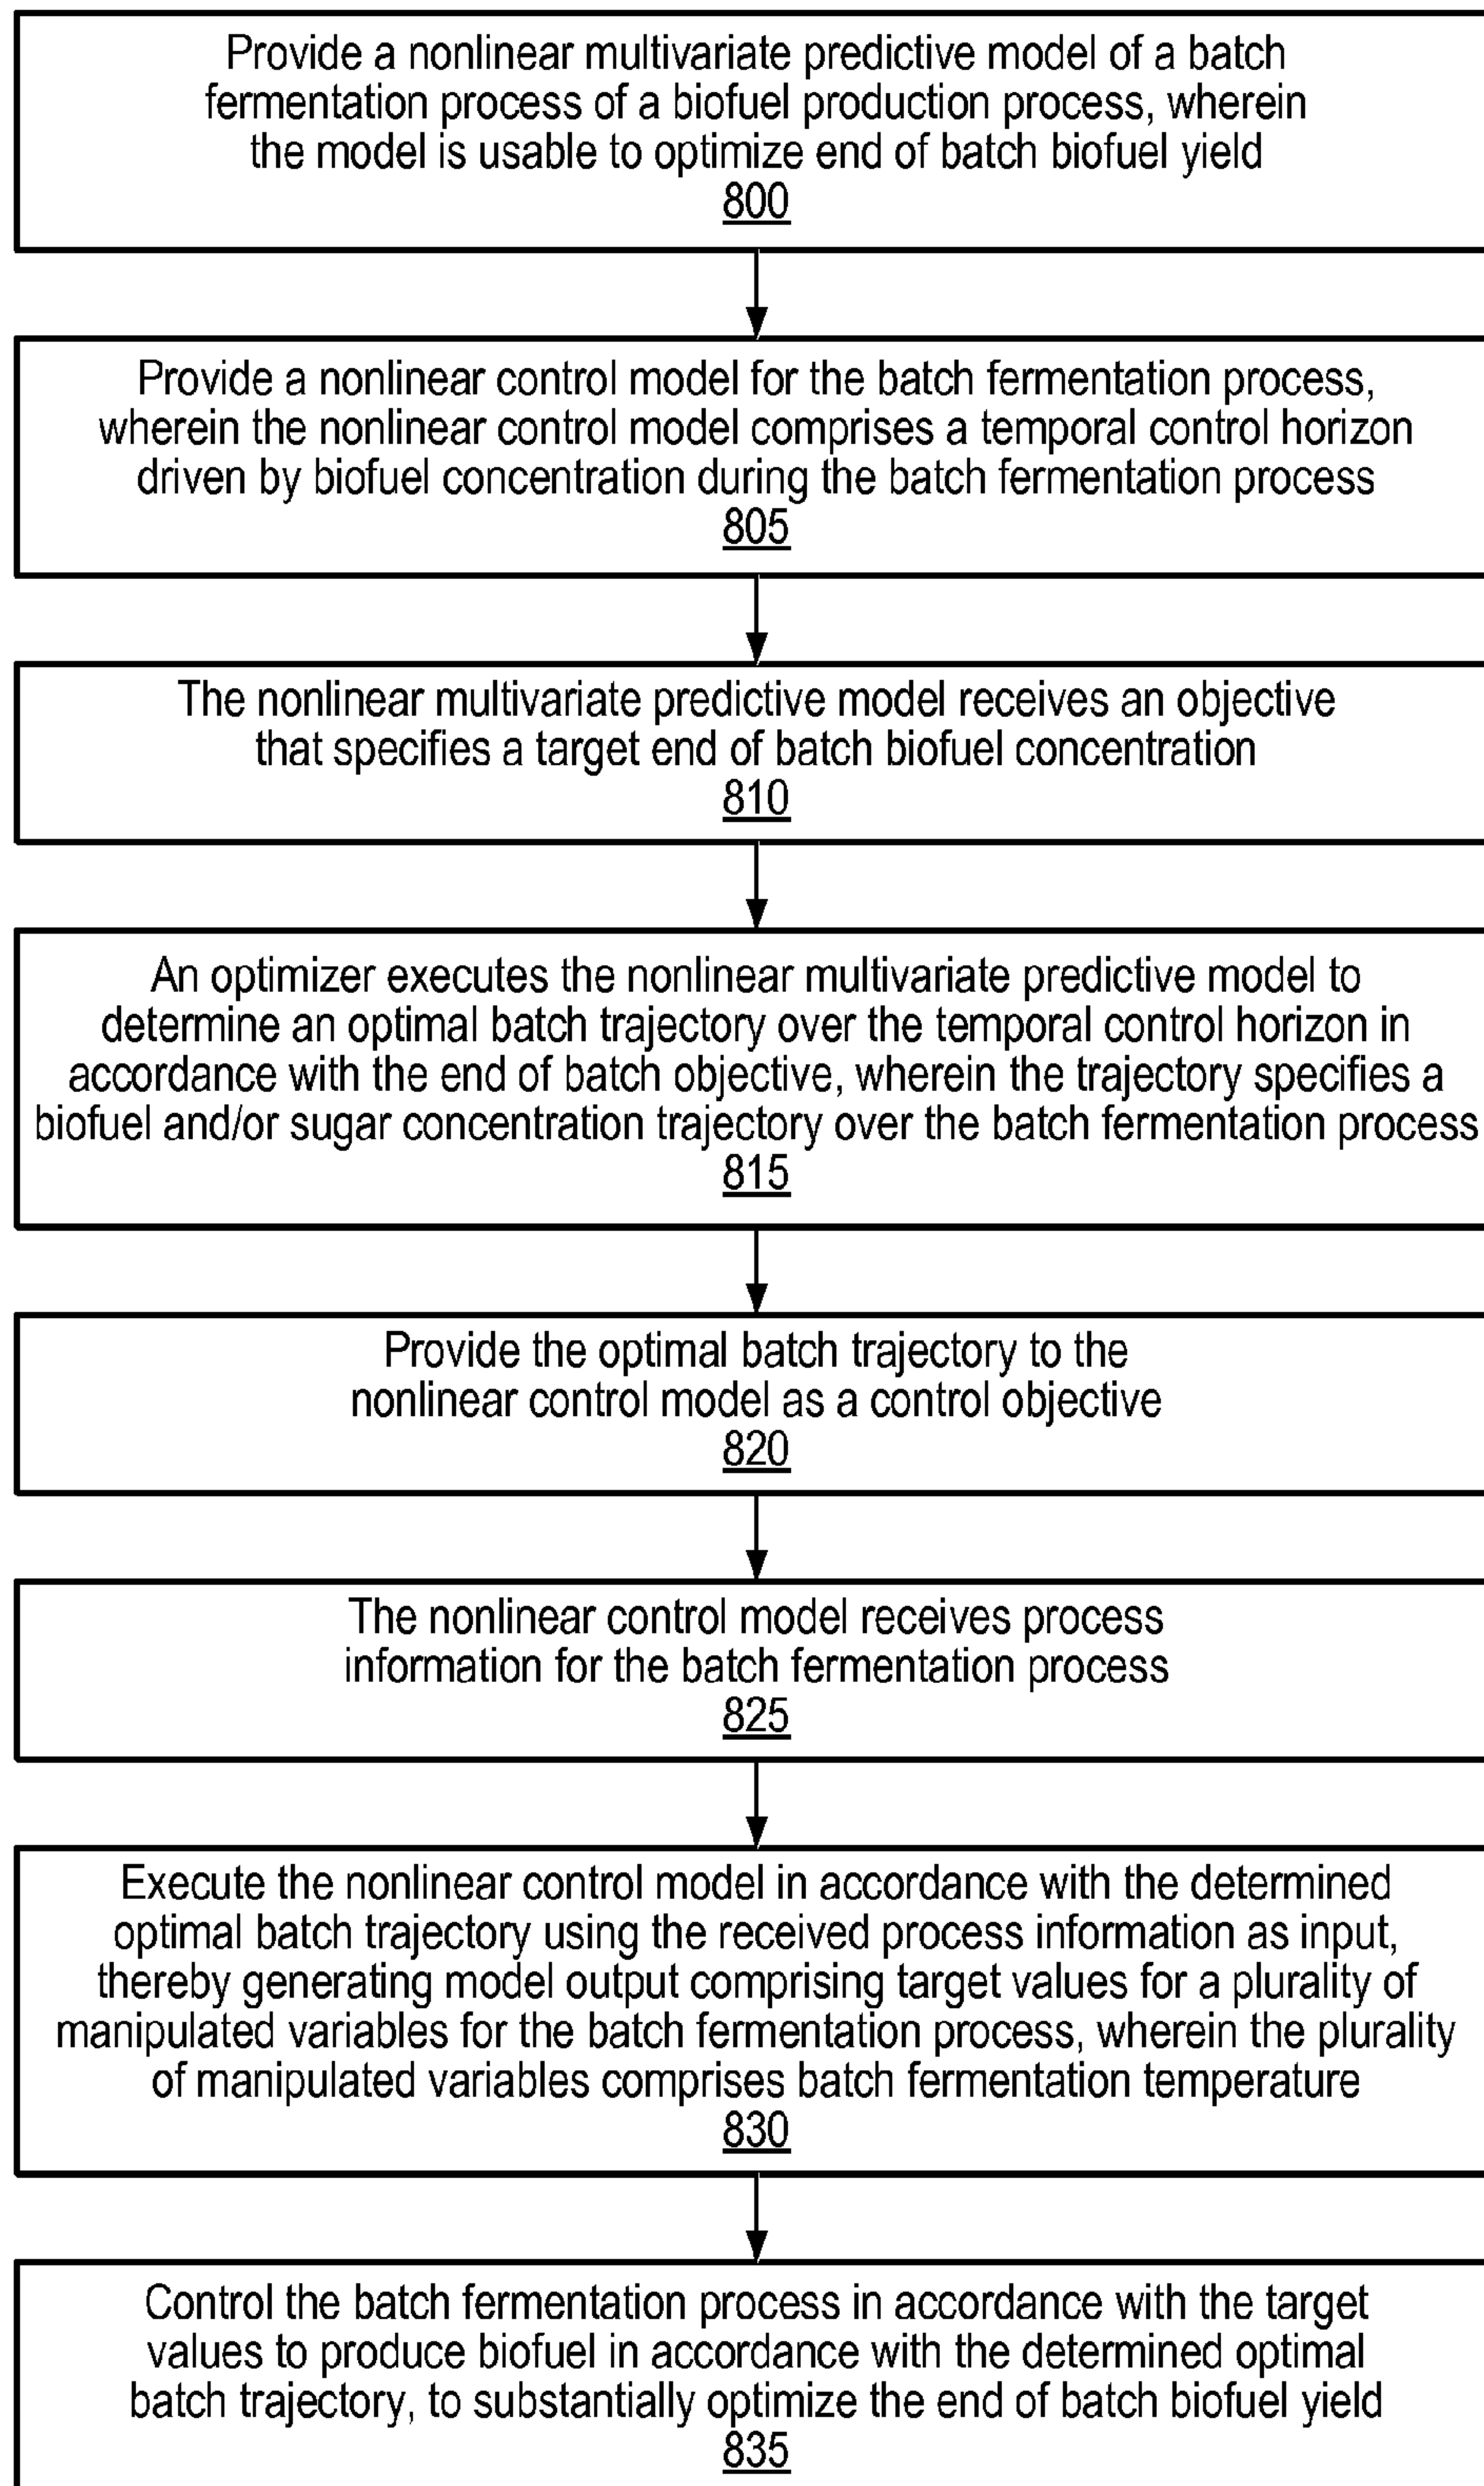 Provide a nonlinear multivariate predictive model of a batch
fermentation process of a biofuel production process, wherein
the model is usable to optimize end of batch biofuel yield
800
Provide a nonlinear control model for the batch fermentation process,
wherein the nonlinear control model comprises a temporal control horizon
driven by biofuel concentration during the batch fermentation process
805
The nonlinear multivariate predictive model receives an objective
that specifies a target end of batch biofuel concentration
810
An optimizer executes the nonlinear multivariate predictive model to
determine an optimal batch trajectory over the temporal control horizon in
accordance with the end of batch objective, wherein the trajectory specifies a
biofuel and/or sugar concentration trajectory over the batch fermentation process
815
Provide the optimal batch trajectory to the
nonlinear control model as a control objective
820
The nonlinear control model receives process
information for the batch fermentation process
825
Execute the nonlinear control model in accordance with the determined
optimal batch trajectory using the received process information as input,
thereby generating model output comprising target values for a plurality of
manipulated variables for the batch fermentation process, wherein the plurality
of manipulated variables comprises batch fermentation temperature
830
Control the batch fermentation process in accordance with the target
values to produce biofuel in accordance with the determined optimal
batch trajectory, to substantially optimize the end of batch biofuel yield
835